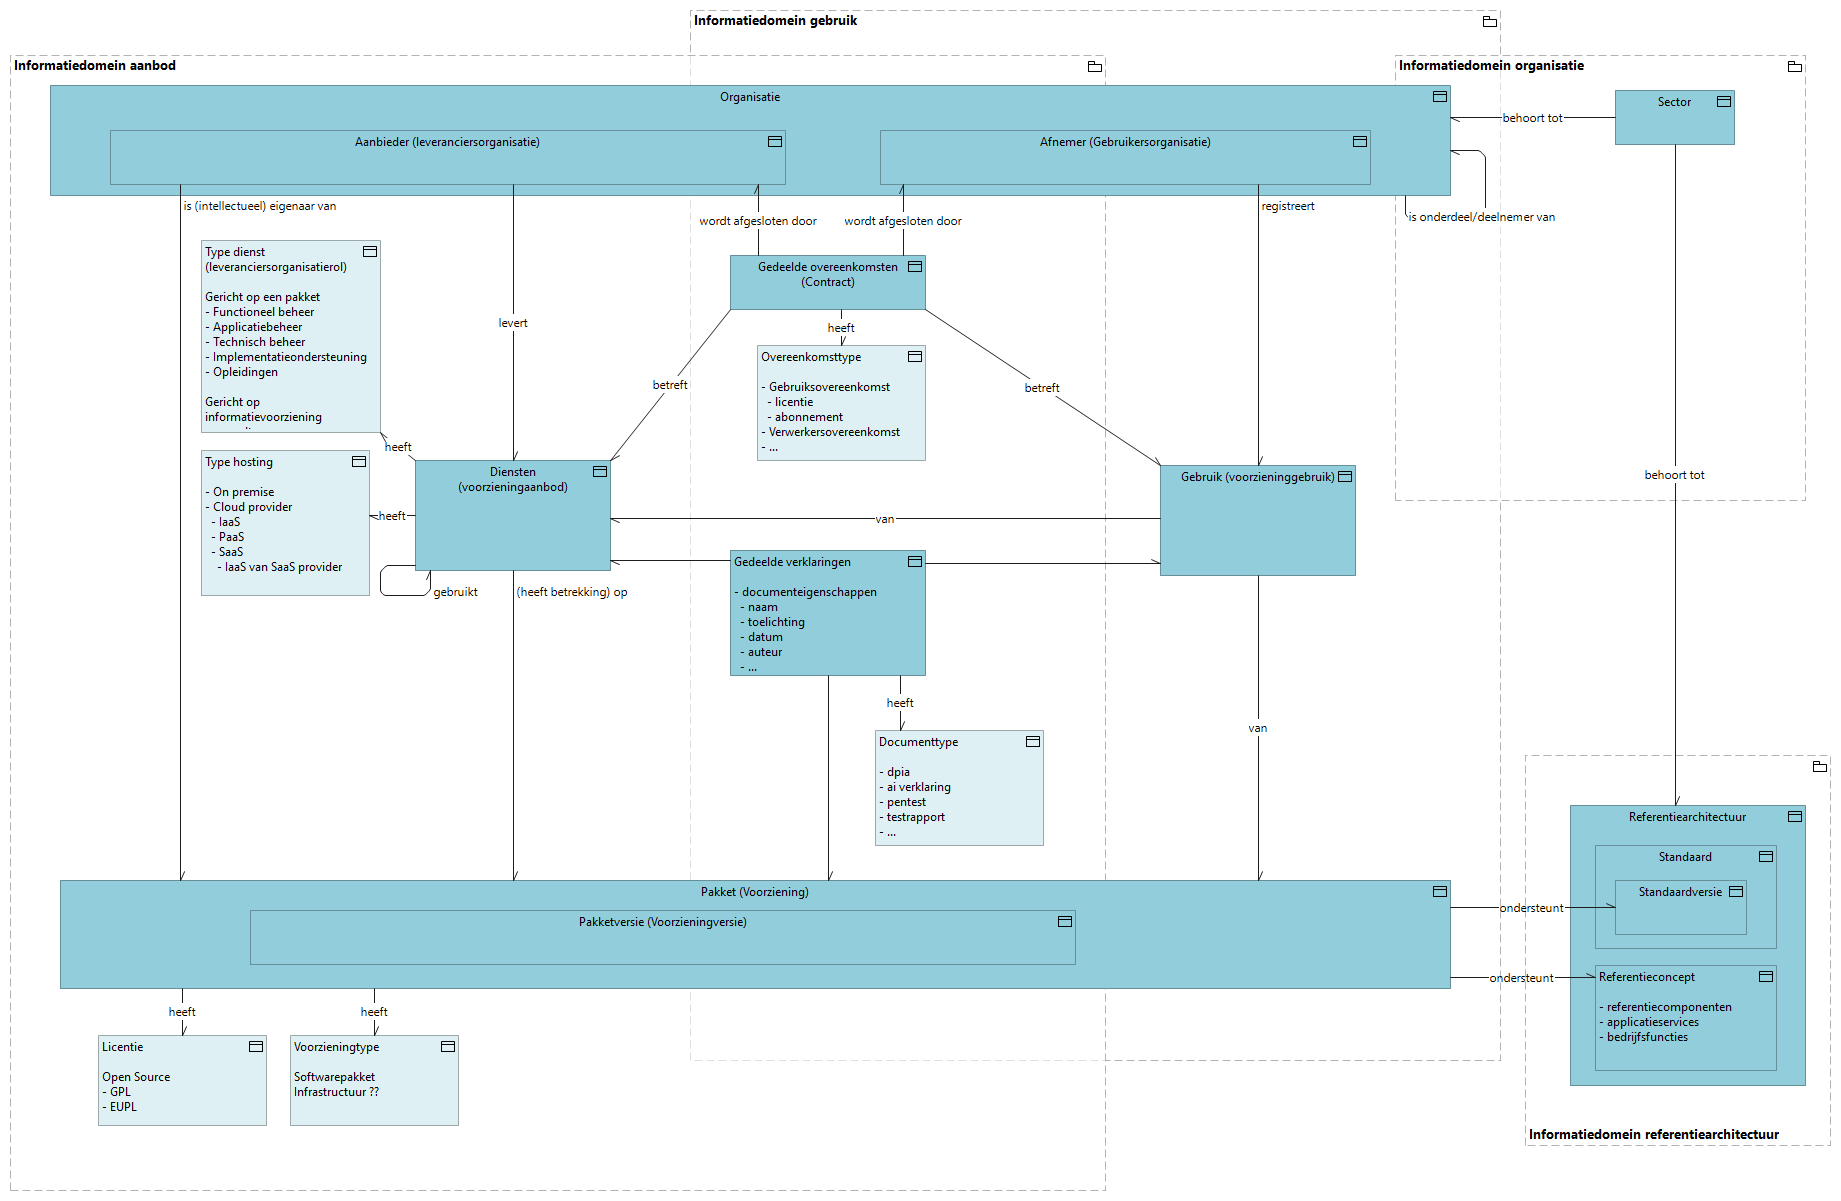 Informatiedomein gebruik
Informatiedomein aanbod
Informatiedomein organisatie
Organisatie
Sector
behoort tot
Aanbieder (leveranciersorganisatie)
Afnemer (Gebruikersorganisatie)
is (intellectueel) eigenaar van
registreert
is onderdeel/deelnemer van
wordt afgesloten door
wordt afgesloten door
Type dienst
(leveranciersorganisatierol)
Gericht op een pakket
- Functioneel beheer
- Applicatiebeheer
- Technisch beheer
- Implementatieondersteuning
- Opleidingen
Gericht op
informatievoorziening
levert
Gedeelde overeenkomsten
(Contract)
heeft
Overeenkomsttype
- Gebruiksovereenkomst
- licentie
- abonnement
- Verwerkersovereenkomst
- ...
betreft
betreft
heeft
Type hosting
- On premise
- Cloud provider
- IaaS
- PaaS
- SaaS
- IaaS van SaaS provider
heeft
Diensten
(voorzieningaanbod)
Gebruik (voorzieninggebruik)
behoort tot
van
gebruikt
(heeft betrekking) op
Gedeelde verklaringen
- documenteigenschappen
- naam
- toelichting
- datum
- auteur
- ...
heeft
Documenttype
- dpia
- ai verklaring
- pentest
- testrapport
- ...
van
Referentiearchitectuur
Standaard
Standaardversie
Pakket (Voorziening)
Pakketversie (Voorzieningversie)
ondersteunt
ondersteunt
Referentieconcept
- referentiecomponenten
- applicatieservices
- bedrijfsfuncties
heeft
heeft
Licentie
Open Source
- GPL
- EUPL
Voorzieningtype
Softwarepakket
Infrastructuur ??
Informatiedomein referentiearchitectuur